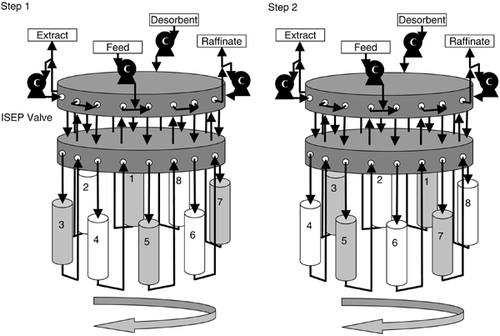 Step 1
Desorbent
Extract
Feed
Raffinate
C
C
C
C
ISEP Valve
2
1
8
7
3
4
5
6
Step 2
Desorbent
Extract
Feed
Raffinate
C
C
C
C
3
2
1
8
4
5
6
7